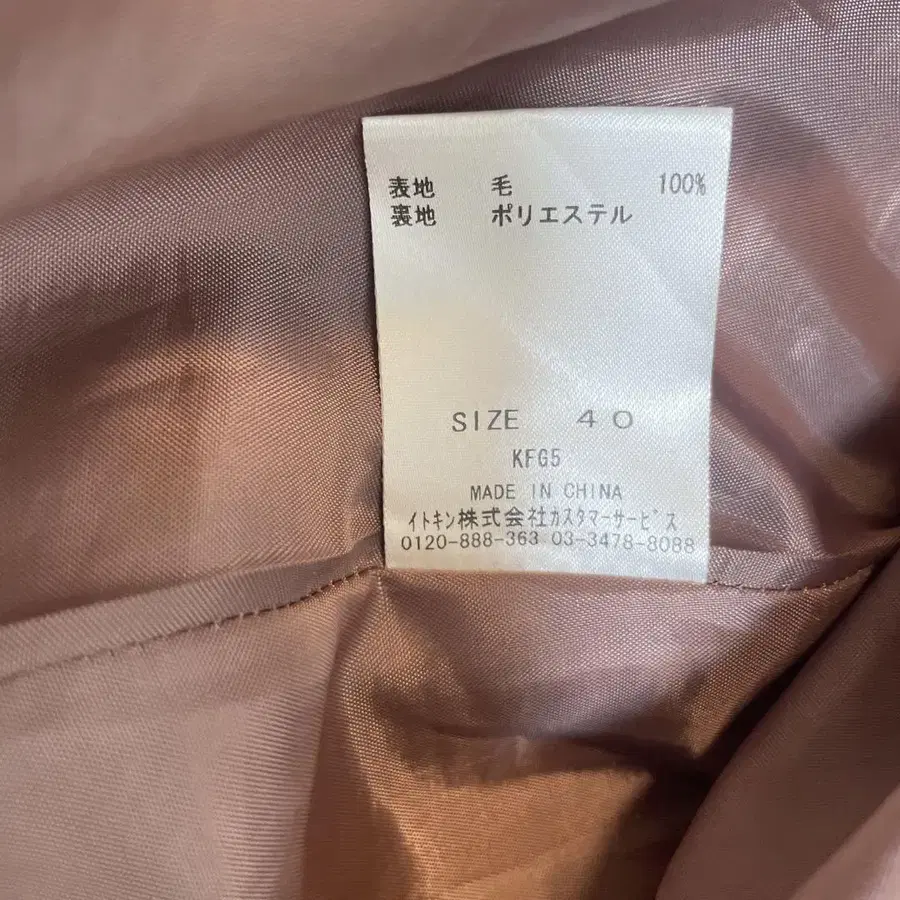 表地 毛 100%
裏地 ポリエステル
SIZE 40
KFG5
MADE IN CHINA
イトキン株式会社カスタマーサービス
0120-888-363 03-3478-8088